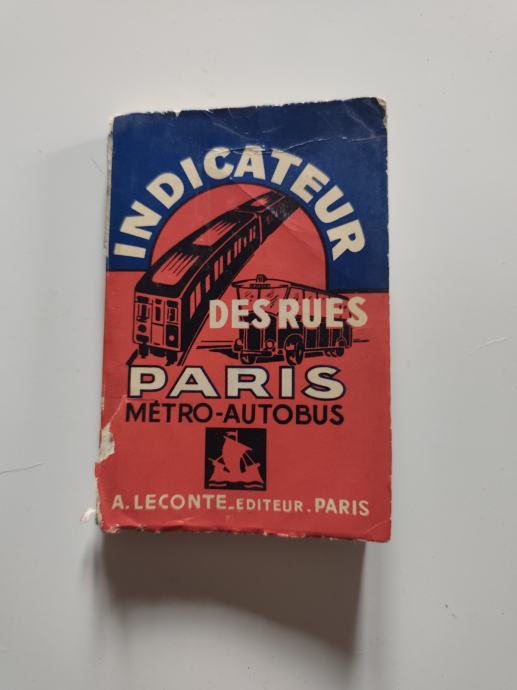 INDICATEUR
DES RUES
PARIS
MÉTRO-AUTOBUS
A. LECONTE-EDITEUR-PARIS